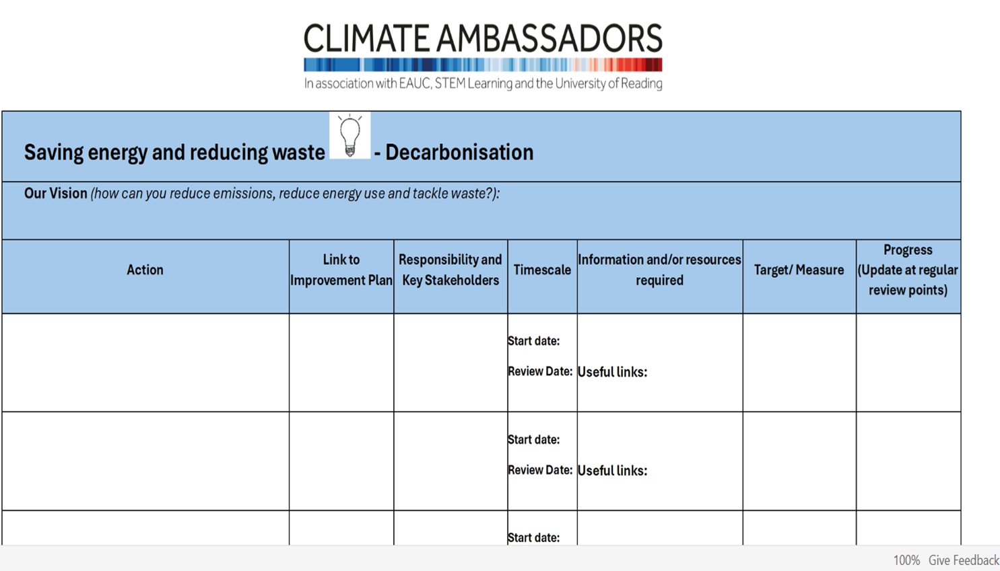 CLIMATE AMBASSADORS
In association with EAUC, STEM Learning and the University of Reading
Saving energy and reducing waste - Decarbonisation
Our Vision (how can you reduce emissions, reduce energy use and tackle waste?):
Action
Link to
Improvement Plan
Responsibility and
Key Stakeholders
Timescale
Information and/or resources
required
Target/ Measure
Progress
(Update at regular
review points)
Start date:
Review Date:
Useful links:
Start date:
Review Date:
Useful links:
Start date:
100% Give Feedback